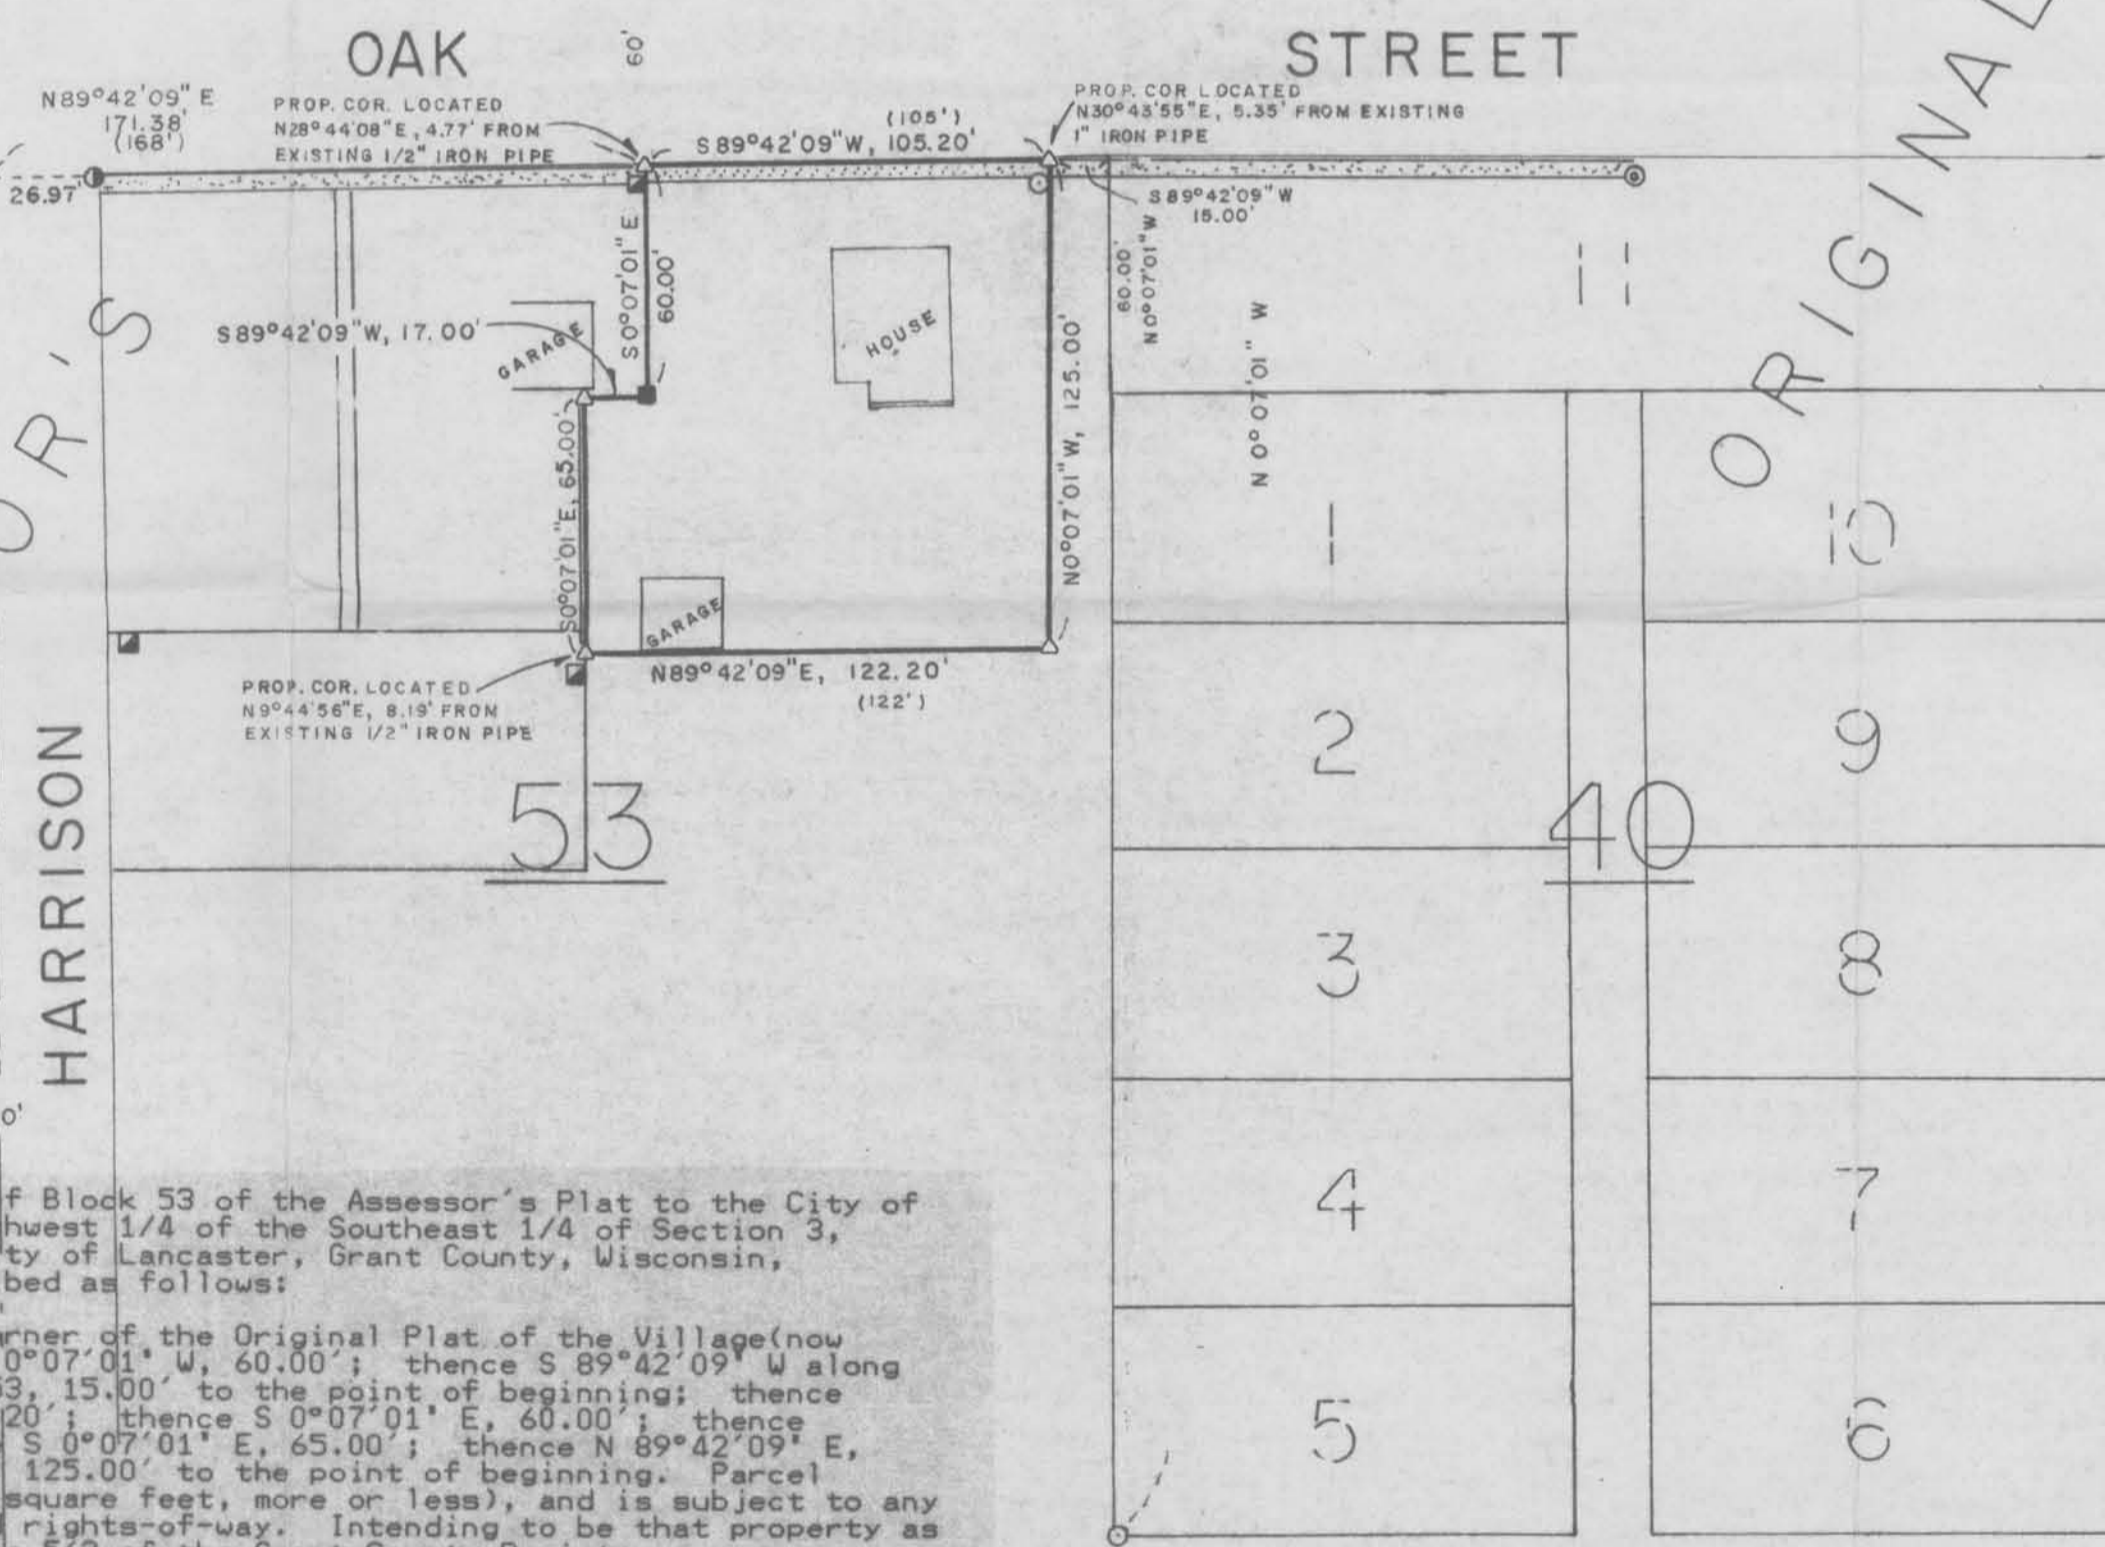 OAK
60'
STREET
ORIGINAL
N89°42'09" E
171.38'
(168')
PROP. COR. LOCATED
N28°44'08"E, 4.77' FROM
EXISTING 1/2" IRON PIPE
(105')
S89°42'09"W, 105.20'
PROP. COR LOCATED
N30°43'55"E, 5.35' FROM EXISTING
1" IRON PIPE
26.97'
S89°42'09"W
15.00'
S0°07'01"E
60.00'
60.00'
N0°07'01"W
N 0°07'01" W
11
OR'S
S89°42'09"W, 17.00'
GARAGE
HOUSE
S0°07'01"E, 65.00'
N0°07'01"W, 125.00'
1
10
GARAGE
N89°42'09"E, 122.20'
(122')
PROP. COR. LOCATED
N9°44'56"E, 8.19' FROM
EXISTING 1/2" IRON PIPE
HARRISON
2
9
53
40
3
8
0'
4
7
5
6
f Block 53 of the Assessor's Plat to the City of
hwest 1/4 of the Southeast 1/4 of Section 3,
ty of Lancaster, Grant County, Wisconsin,
bed as follows:
rner of the Original Plat of the Village(now
0°07'01" W, 60.00'; thence S 89°42'09" W along
53, 15.00' to the point of beginning; thence
20'; thence S 0°07'01" E, 60.00'; thence
S 0°07'01" E, 65.00'; thence N 89°42'09" E,
125.00' to the point of beginning. Parcel
square feet, more or less), and is subject to any
rights-of-way. Intending to be that property as